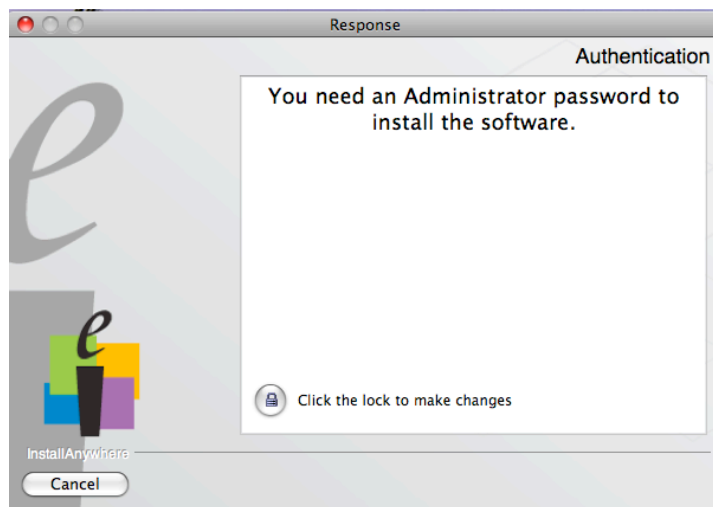 Response
Authentication
You need an Administrator password to
install the software.
Click the lock to make changes
InstallAnywhere
Cancel